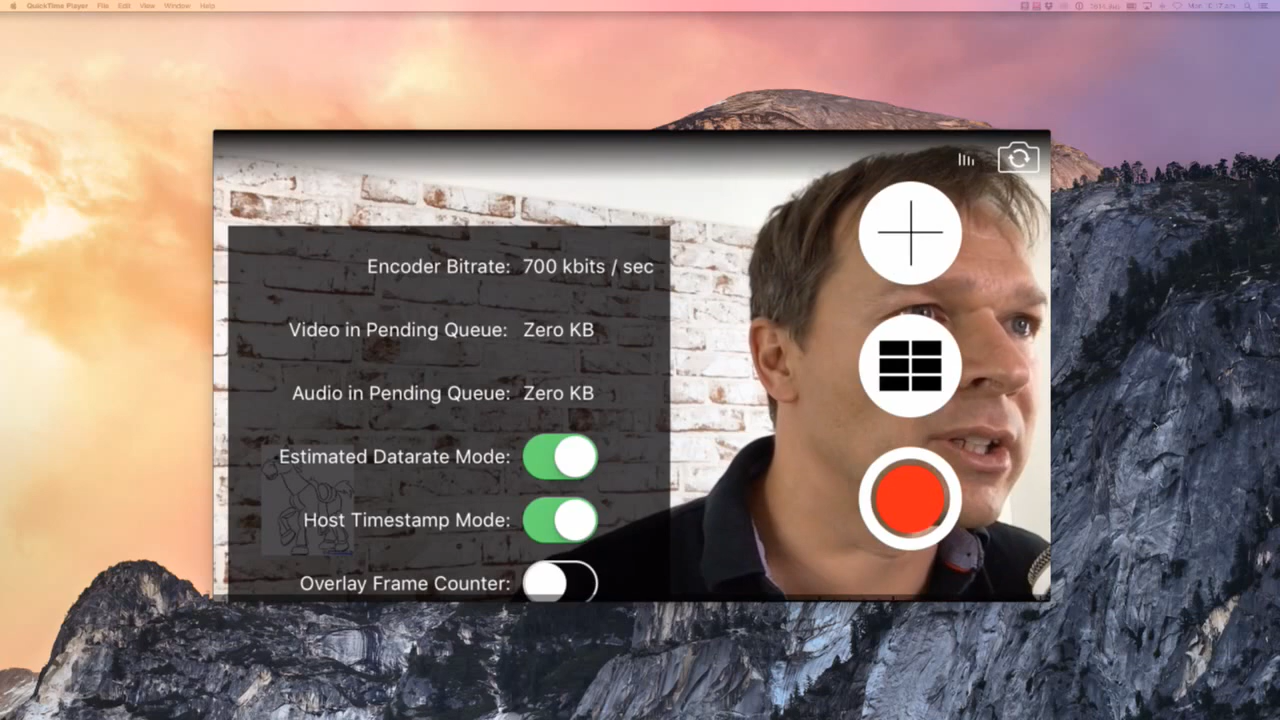 QuickTime Player File Edit View Window Help
Encoder Bitrate: 700 kbits / sec
Video in Pending Queue: Zero KB
Audio in Pending Queue: Zero KB
Estimated Datarate Mode:
Host Timestamp Mode:
Overlay Frame Counter: